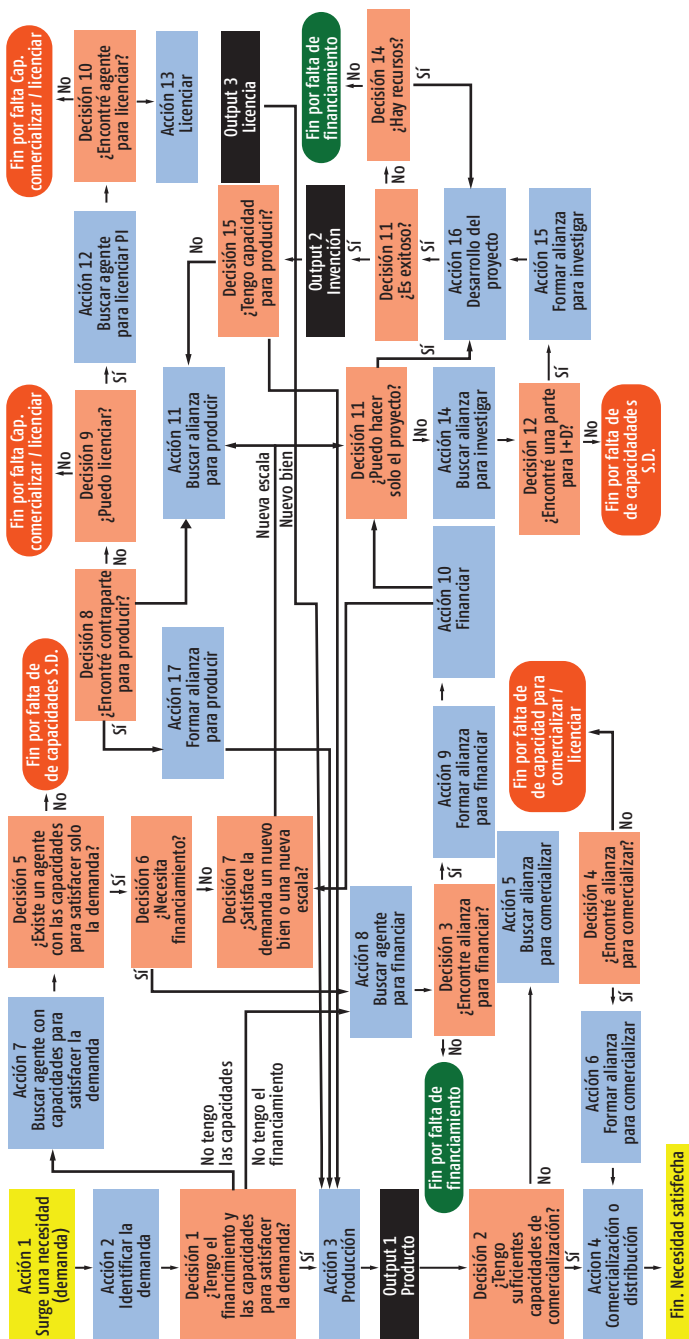 Acción 1
Surge una necesidad
(demanda)
Acción 2
Identificar la
demanda
Decisión 1
¿Tengo el
financimiento y
las capacidades
para satisfacer
la demanda?
No tengo
las capacidades
No tengo el
financimiento
Sí
Acción 3
Producción
Output 1
Producto
Decisión 2
¿Tengo
suficientes
capacidades de
comercialización?
No
Sí
Acción 4
Comercialización o
distribución
Fin. Necesidad satisfecha
Acción 7
Buscar agente con
capacidades para
satisfacer la
demanda
Decisión 5
¿Existe un agente
con las capacidades
para satisfacer solo
la demanda?
No
Fin por falta de
de capacidades S.D.
Sí
Decisión 6
¿Necesita
financimiento?
Sí
No
Decisión 7
¿Satisface la
demanda un nuevo
bien o una nueva
escala?
Nueva escala
Nuevo bien
Acción 8
Buscar agente
para financiar
Decisión 3
¿Encontre alianza
para financiar?
No
Fin por falta de
financimiento
Sí
Acción 9
Formar alianza
para financiar
Acción 10
Financiar
Acción 5
Buscar alianza
para comercializar
Decisión 4
¿Encontré alianza
para comercializar?
No
Fin por falta de
de capacidad para
comercializar /
licenciar
Sí
Acción 6
Formar alianza
para comercializar
Decisión 8
¿Encontré contraparte
para producir?
Sí
No
Acción 17
Formar alianza
para producir
Decisión 9
¿Puedo licenciar?
No
Fin por falta Cap.
comercializar / licenciar
Sí
Acción 12
Buscar agente
para licenciar PI
Decisión 10
¿Encontré agente
para licenciar?
No
Fin por falta Cap.
comercializar / licenciar
Acción 13
Licenciar
Acción 11
Buscar alianza
para producir
Decisión 15
¿Tengo capacidad
para producir?
No
Output 3
Licencia
Output 2
Invención
Sí
Decisión 11
¿Es exitoso?
No
Decisión 14
¿Hay recursos?
No
Fin por falta de
financiamiento
Sí
Sí
Acción 16
Desarrollo del
proyecto
Acción 15
Formar alianza
para investigar
Decisión 11
¿Puedo hacer
solo el proyecto?
Sí
No
Acción 14
Buscar alianza
para investigar
Decisión 12
¿Encontré una parte
para I+D?
Sí
No
Fin por falta de
de capacidadades
S.D.